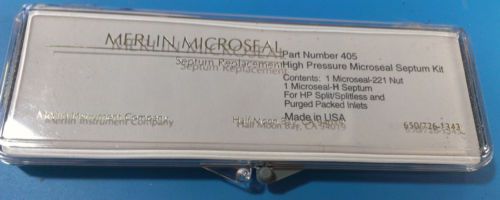 MERLIN MICROSEAL
Septum Replacement
Part Number 405
High Pressure Microseal Septum Kit
Contents: 1 Microseal-221 Nut
1 Microseal-H Septum
For HP Split/Splitless and
Purged Packed Inlets
Made in USA
Merlin Instrument Company
Half Moon Bay, CA 94019
650/726-1343